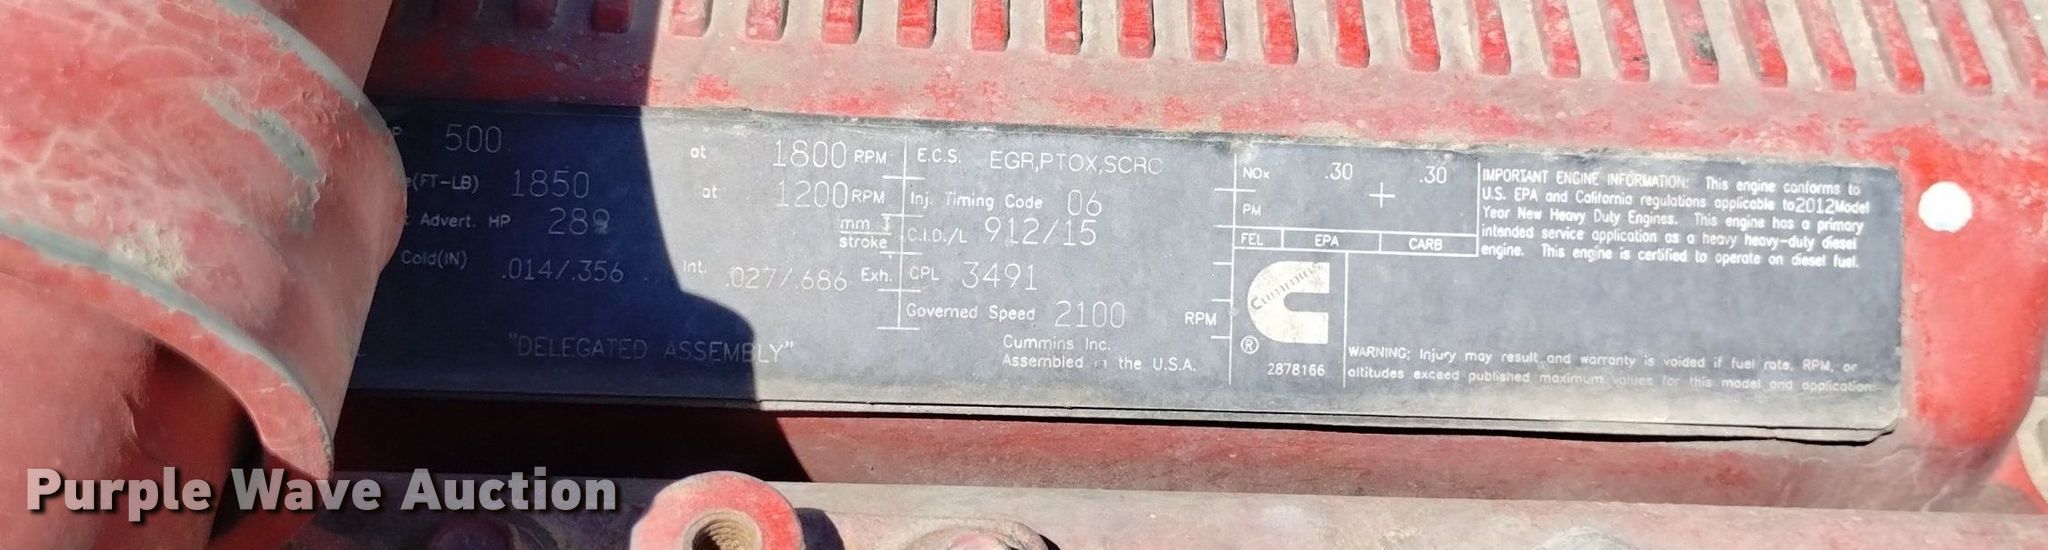 500 at 1800 RPM
(FT-LB) 1850 at 1200 RPM
Advert. HP 289 mm 3
stroke
Cold(IN) .014/.356 Int. .027/.686 Exh.
"DELEGATED ASSEMBLY"
E.C.S. EGR,PTOX,SCRC
Inj. Timing Code 06
C.I.D./L 912/15
CPL 3491
Governed Speed 2100 RPM
Cummins Inc.
Assembled in the U.S.A.
NOx .30 + .30
PM
FEL EPA CARB
Cummins
®
2878166
IMPORTANT ENGINE INFORMATION: This engine conforms to
U.S. EPA and California regulations applicable to 2012 Model
Year New Heavy Duty Engines. This engine has a primary
intended service application as a heavy heavy-duty diesel
engine. This engine is certified to operate on diesel fuel.
WARNING: Injury may result and warranty is voided if fuel rate, RPM, or
altitudes exceed published maximum values for this model and application
Purple Wave Auction